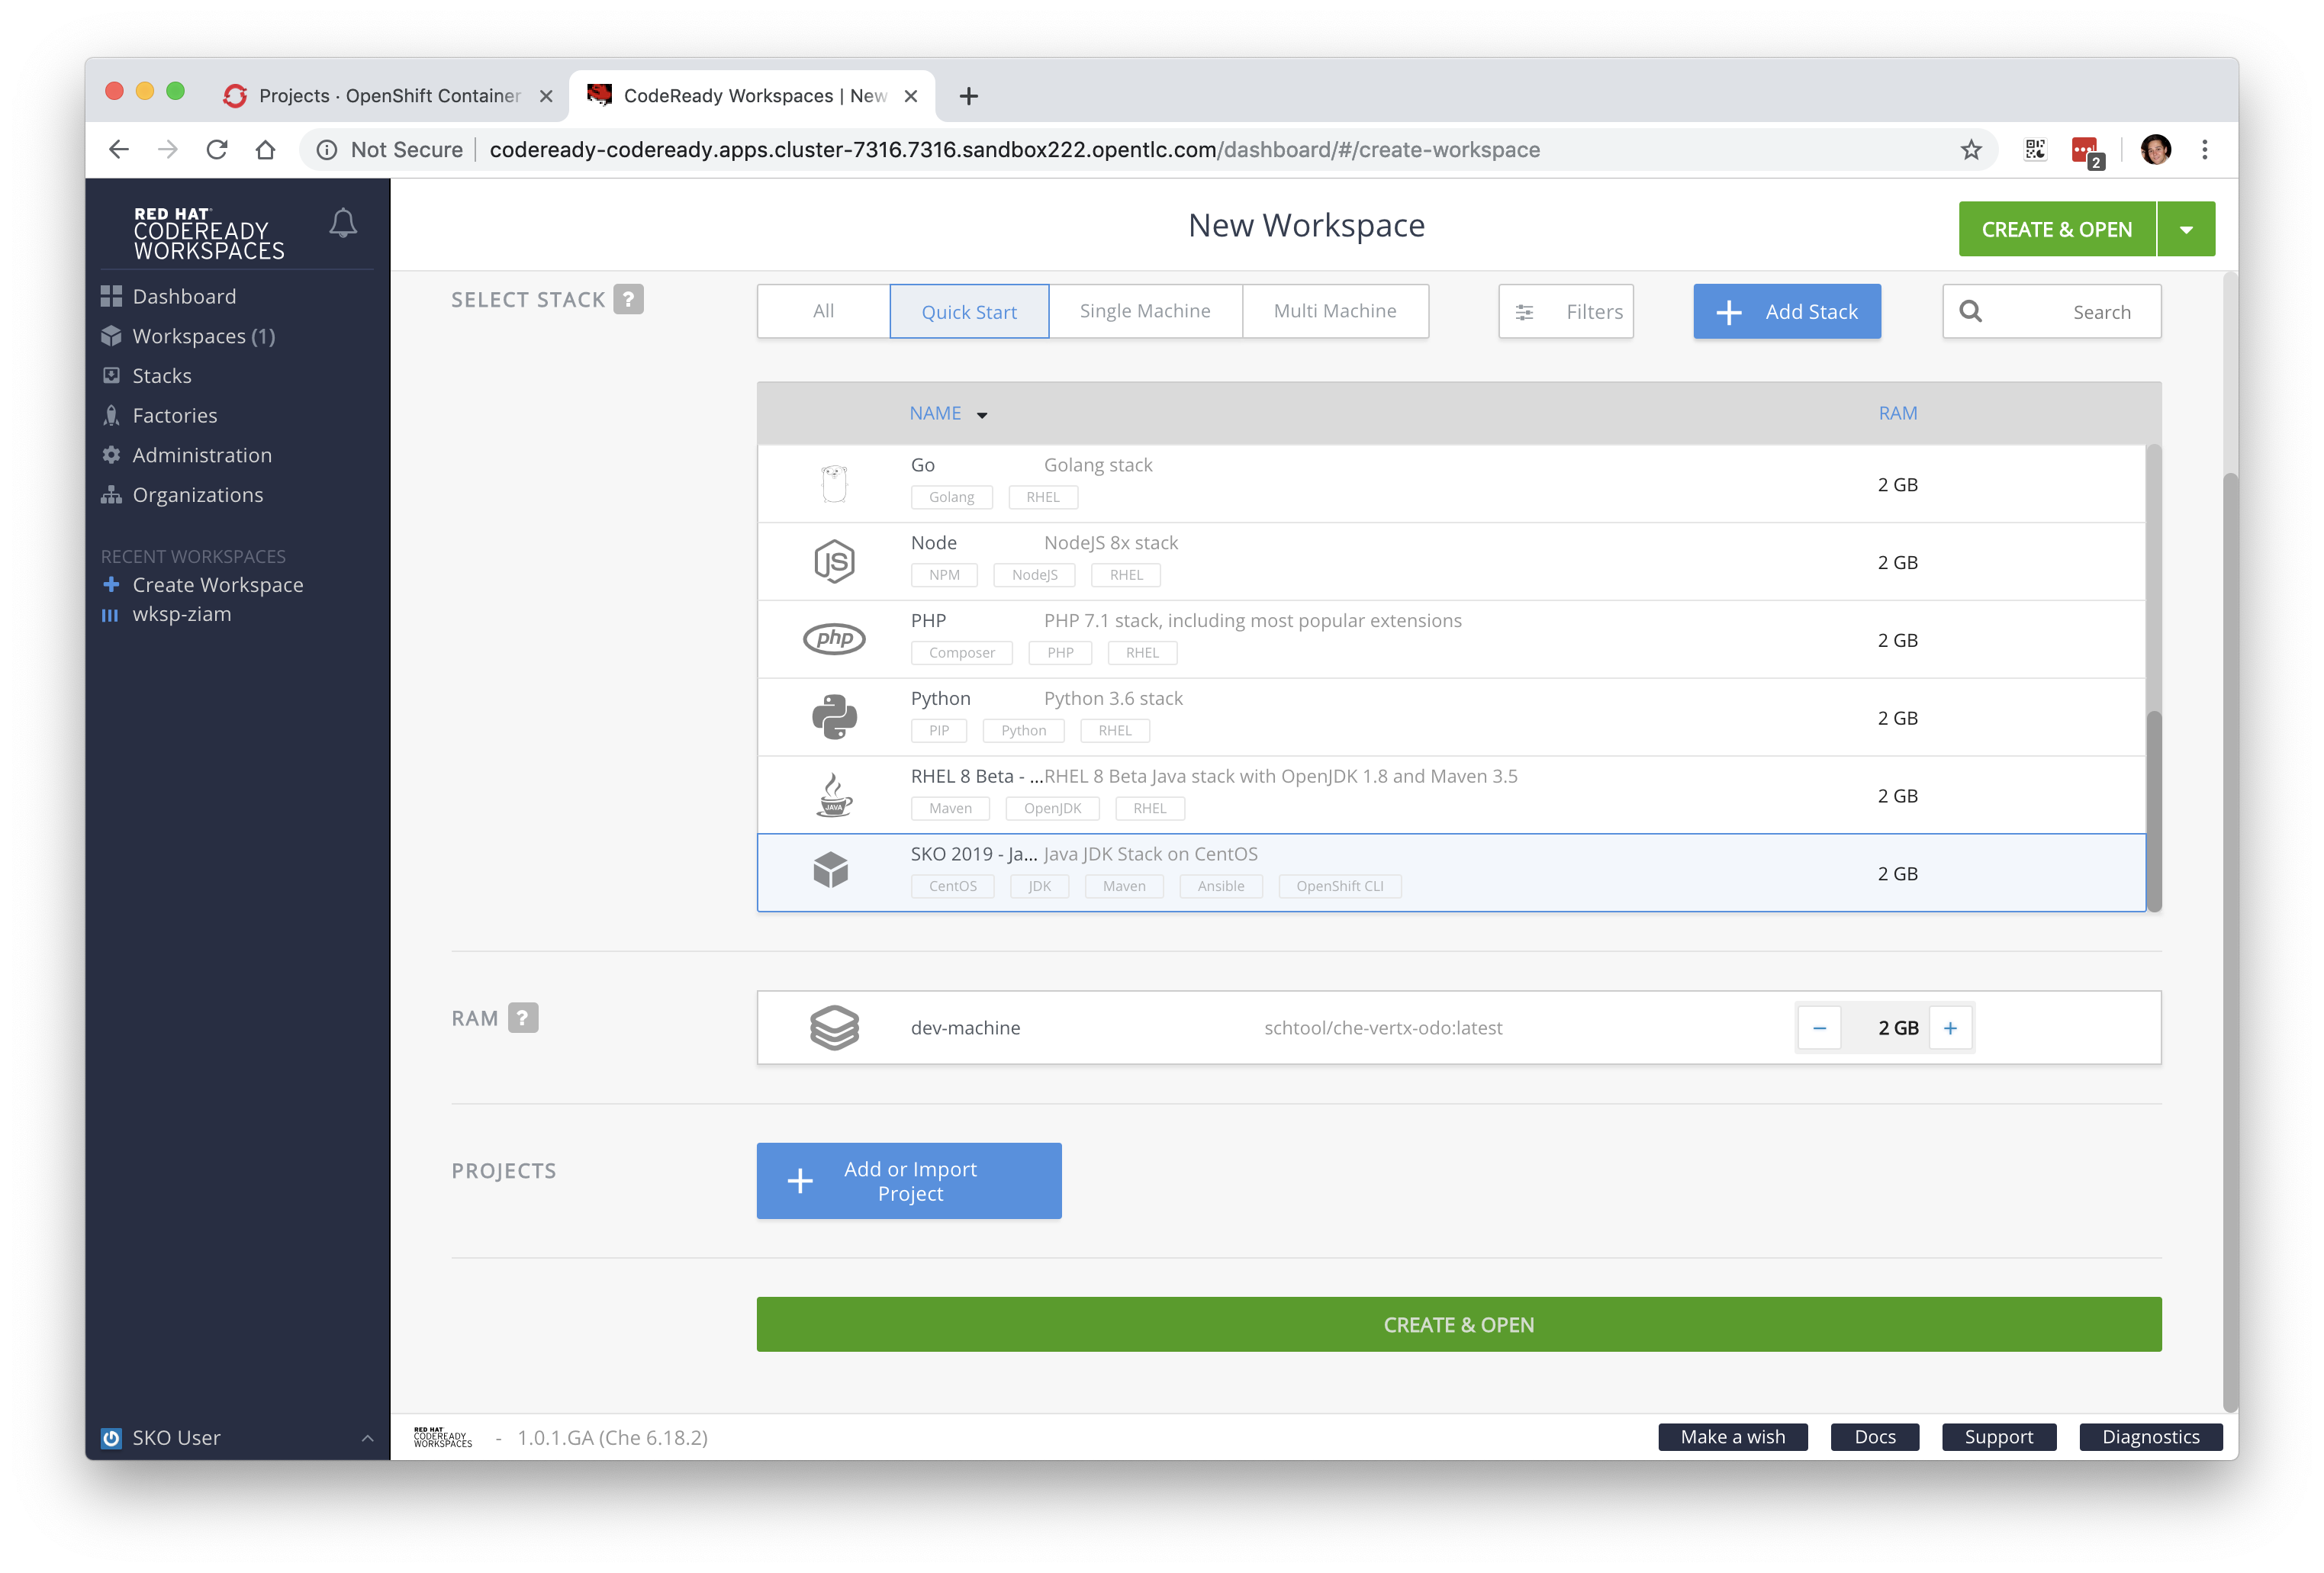 Projects · OpenShift Container
CodeReady Workspaces | New
Not Secure
codeready-codeready.apps.cluster-7316.7316.sandbox222.opentlc.com/dashboard/#/create-workspace
2
RED HAT
CODEREADY
WORKSPACES
Dashboard
Workspaces (1)
Stacks
Factories
Administration
Organizations
RECENT WORKSPACES
Create Workspace
wksp-ziam
SKO User
New Workspace
CREATE & OPEN
SELECT STACK ?
All
Quick Start
Single Machine
Multi Machine
Filters
Add Stack
Search
NAME
RAM
Go
Golang stack
2 GB
Golang
RHEL
JS
Node
NodeJS 8x stack
2 GB
NPM
NodeJS
RHEL
php
PHP
PHP 7.1 stack, including most popular extensions
2 GB
Composer
PHP
RHEL
Python
Python 3.6 stack
2 GB
PIP
Python
RHEL
JAVA
RHEL 8 Beta - ...
RHEL 8 Beta Java stack with OpenJDK 1.8 and Maven 3.5
2 GB
Maven
OpenJDK
RHEL
SKO 2019 - Ja...
Java JDK Stack on CentOS
2 GB
CentOS
JDK
Maven
Ansible
OpenShift CLI
RAM ?
dev-machine
schtool/che-vertx-odo:latest
− 2 GB +
PROJECTS
Add or Import
Project
CREATE & OPEN
RED HAT
CODEREADY
WORKSPACES
- 1.0.1.GA (Che 6.18.2)
Make a wish
Docs
Support
Diagnostics